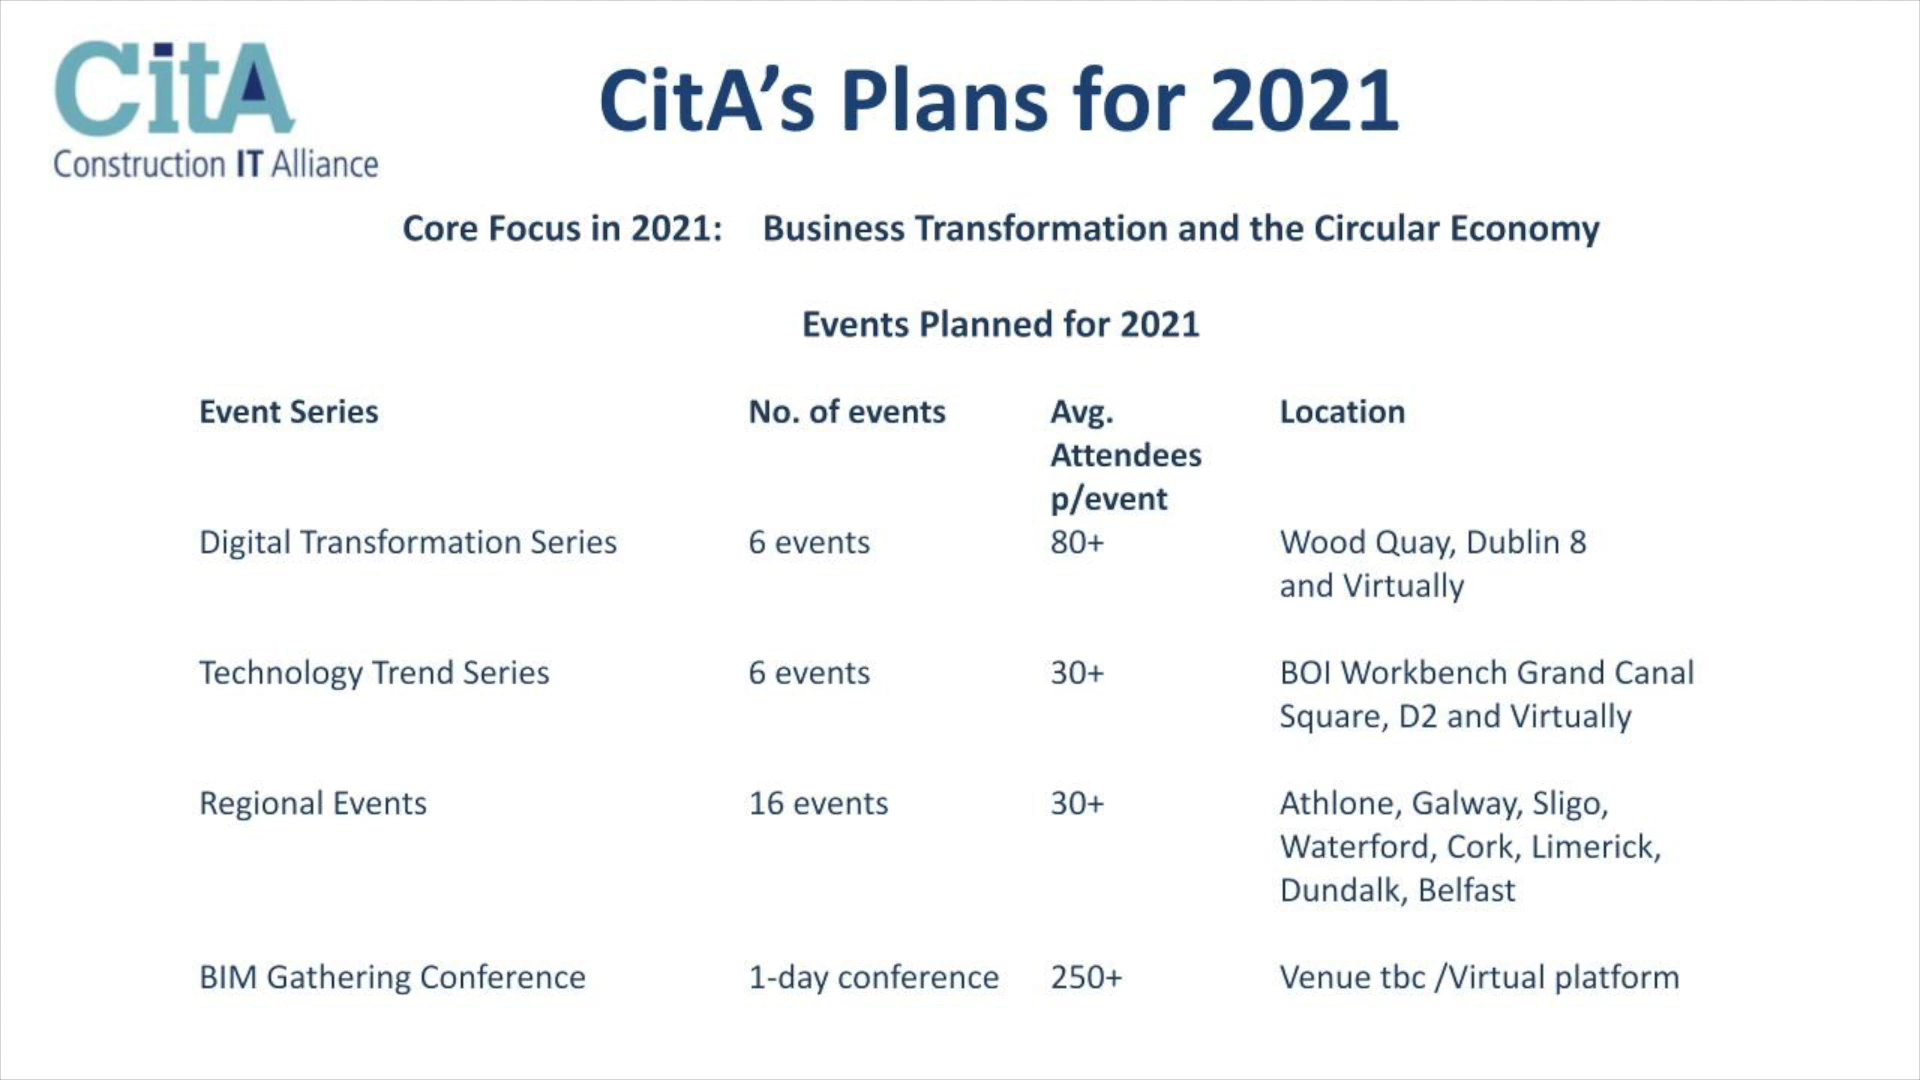 CitA
Construction IT Alliance
CitA’s Plans for 2021
Core Focus in 2021: Business Transformation and the Circular Economy
Events Planned for 2021
Event Series No. of events Avg. Location
Attendees
p/event
Digital Transformation Series 6 events 80+ Wood Quay, Dublin 8
and Virtually
Technology Trend Series 6 events 30+ BOI Workbench Grand Canal
Square, D2 and Virtually
Regional Events 16 events 30+ Athlone, Galway, Sligo,
Waterford, Cork, Limerick,
Dundalk, Belfast
BIM Gathering Conference 1-day conference 250+ Venue tbc /Virtual platform